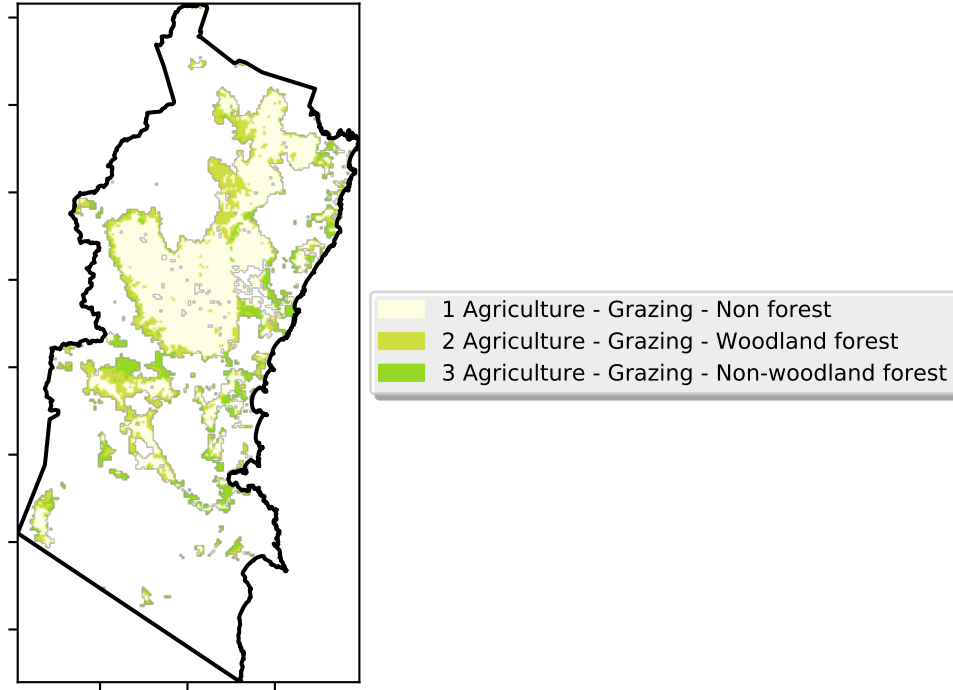 1 Agriculture - Grazing - Non forest
2 Agriculture - Grazing - Woodland forest
3 Agriculture - Grazing - Non-woodland forest